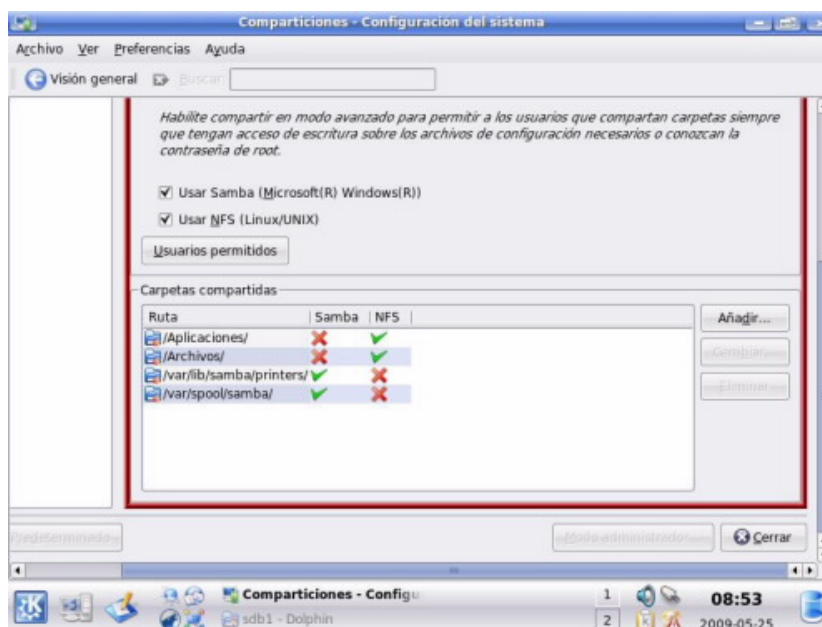 Comparticiones - Configuración del sistema
Archivo Ver Preferencias Ayuda
Visión general Buscar:
Habilite compartir en modo avanzado para permitir a los usuarios que compartan carpetas siempre
que tengan acceso de escritura sobre los archivos de configuración necesarios o conozcan la
contraseña de root.
Usar Samba (Microsoft(R) Windows(R))
Usar NFS (Linux/UNIX)
Usuarios permitidos
Carpetas compartidas
Ruta Samba NFS
Añadir...
/Aplicaciones/
/Archivos/
Cambiar...
/var/lib/samba/printers/
/var/spool/samba/
Eliminar
Predeterminado
Modo administrador... Cerrar
Comparticiones - Configu
1
08:53
sdb1 - Dolphin
2
2009-05-25